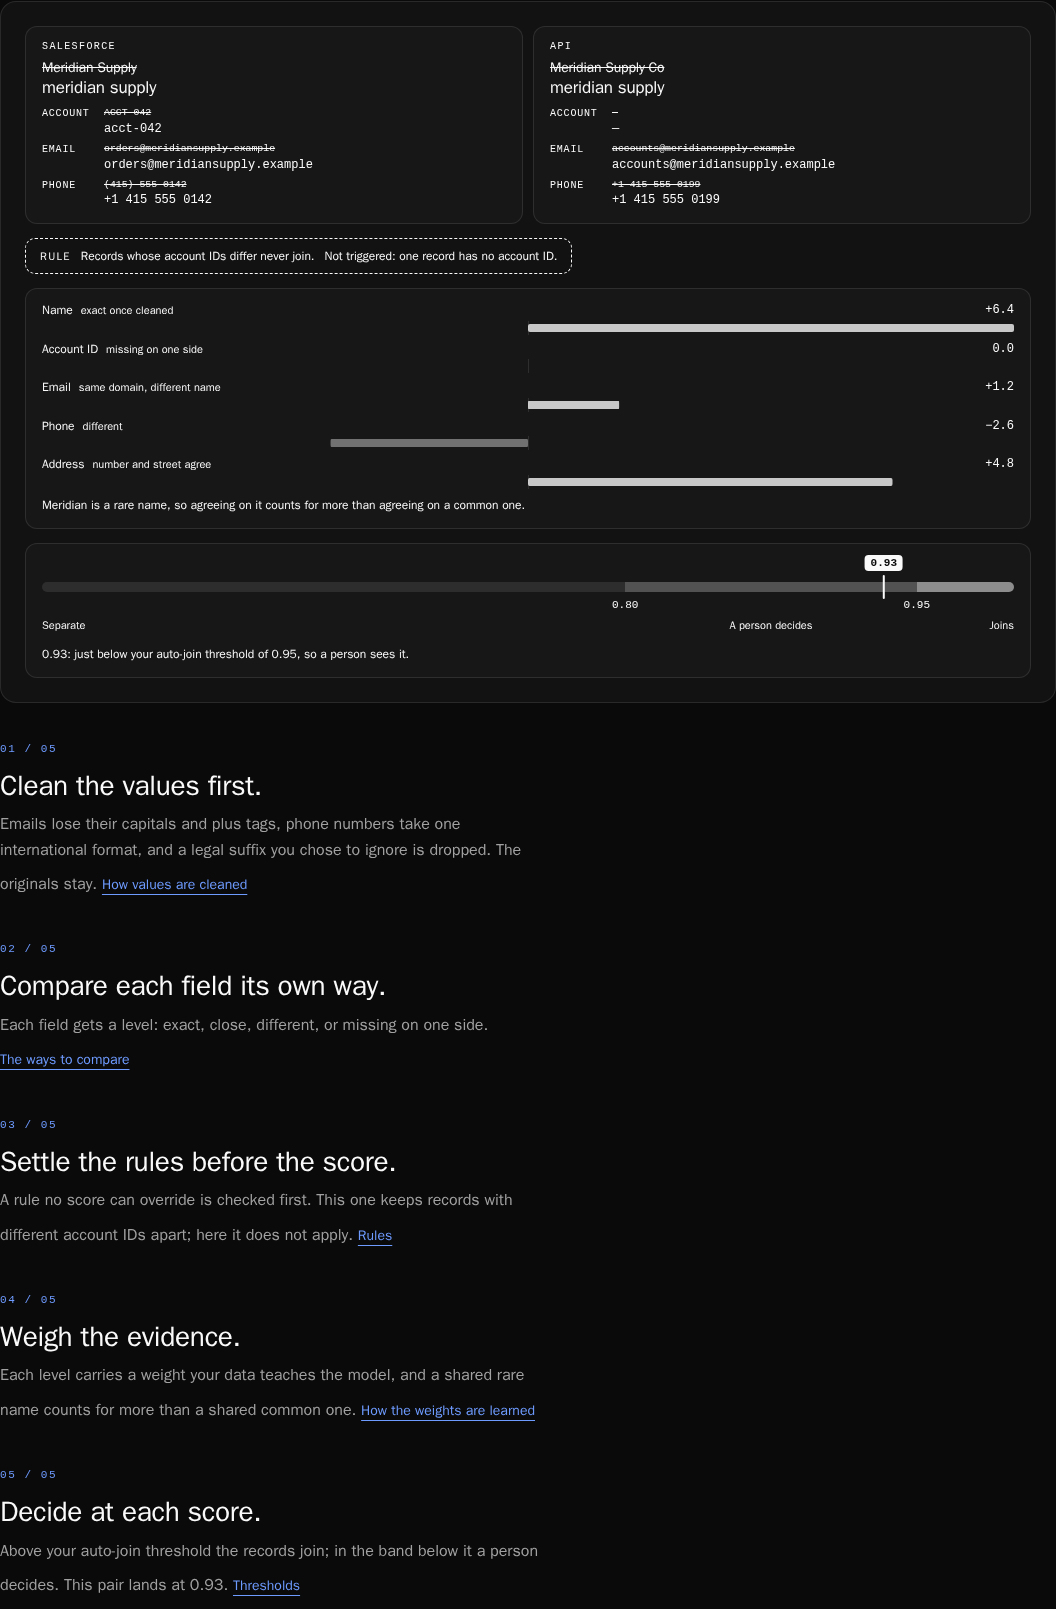 SALESFORCE
Meridian Supply
meridian supply
ACCOUNT ACCT-042
acct-042
EMAIL orders@meridiansupply.example
orders@meridiansupply.example
PHONE (415) 555-0142
+1 415 555 0142
API
Meridian Supply Co
meridian supply
ACCOUNT —
—
EMAIL accounts@meridiansupply.example
accounts@meridiansupply.example
PHONE +1 415 555 0199
+1 415 555 0199
RULE Records whose account IDs differ never join. Not triggered: one record has no account ID.
Name exact once cleaned +6.4
Account ID missing on one side 0.0
Email same domain, different name +1.2
Phone different −2.6
Address number and street agree +4.8
Meridian is a rare name, so agreeing on it counts for more than agreeing on a common one.
0.93
0.80 0.95
Separate A person decides Joins
0.93: just below your auto-join threshold of 0.95, so a person sees it.
01 / 05
Clean the values first.
Emails lose their capitals and plus tags, phone numbers take one
international format, and a legal suffix you chose to ignore is dropped. The
originals stay. How values are cleaned
02 / 05
Compare each field its own way.
Each field gets a level: exact, close, different, or missing on one side.
The ways to compare
03 / 05
Settle the rules before the score.
A rule no score can override is checked first. This one keeps records with
different account IDs apart; here it does not apply. Rules
04 / 05
Weigh the evidence.
Each level carries a weight your data teaches the model, and a shared rare
name counts for more than a shared common one. How the weights are learned
05 / 05
Decide at each score.
Above your auto-join threshold the records join; in the band below it a person
decides. This pair lands at 0.93. Thresholds